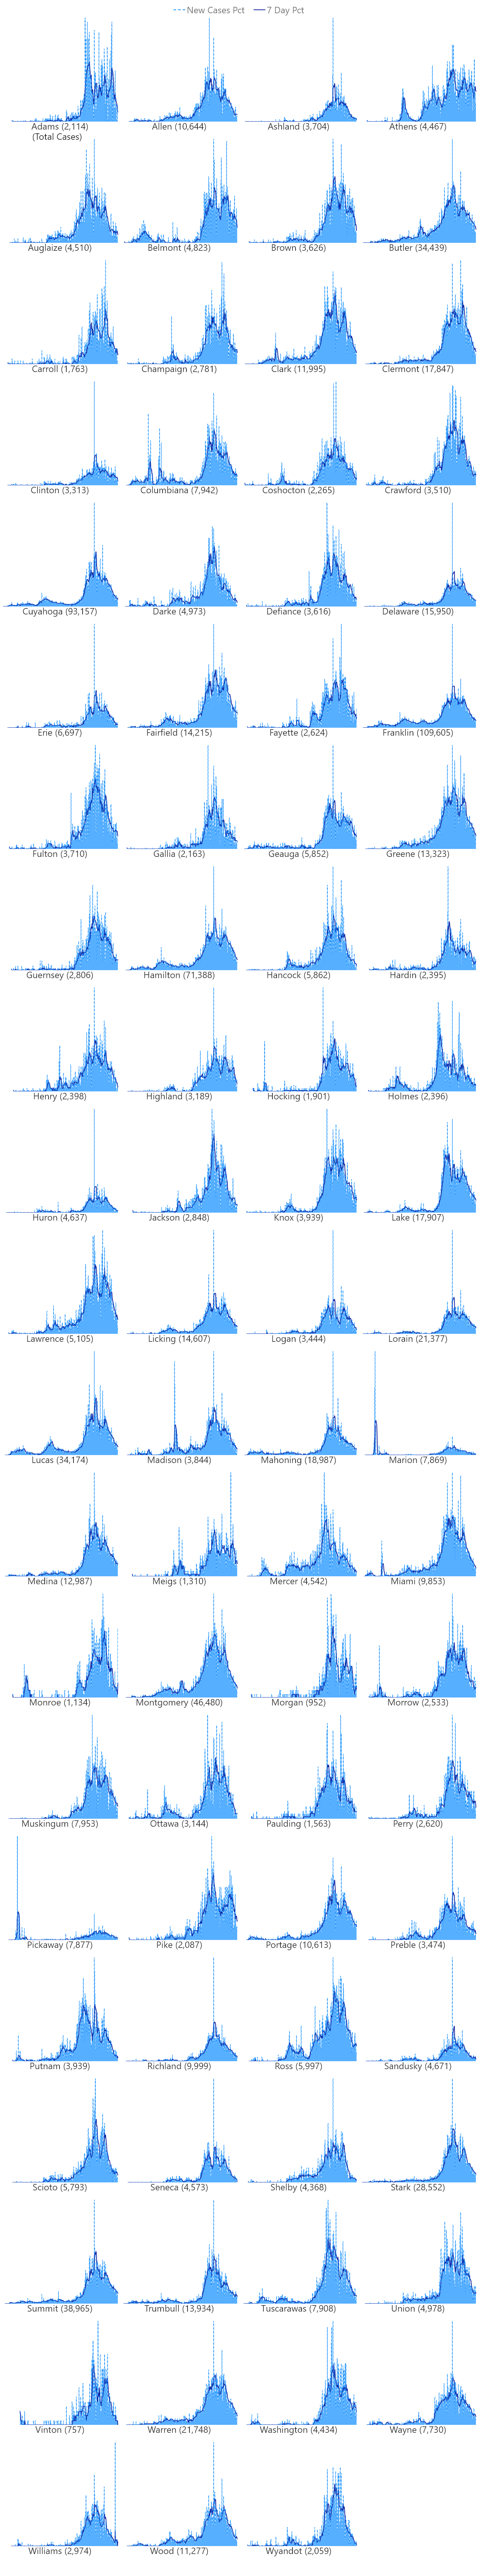 New Cases Pct 7 Day Pct
Adams (2,114) Allen (10,644) Ashland (3,704) Athens (4,467)
(Total Cases)
Auglaize (4,510) Belmont (4,823) Brown (3,626) Butler (34,439)
Carroll (1,763) Champaign (2,781) Clark (11,995) Clermont (17,847)
Clinton (3,313) Columbiana (7,942) Coshocton (2,265) Crawford (3,510)
Cuyahoga (93,157) Darke (4,973) Defiance (3,616) Delaware (15,950)
Erie (6,697) Fairfield (14,215) Fayette (2,624) Franklin (109,605)
Fulton (3,710) Gallia (2,163) Geauga (5,852) Greene (13,323)
Guernsey (2,806) Hamilton (71,388) Hancock (5,862) Hardin (2,395)
Henry (2,398) Highland (3,189) Hocking (1,901) Holmes (2,396)
Huron (4,637) Jackson (2,848) Knox (3,939) Lake (17,907)
Lawrence (5,105) Licking (14,607) Logan (3,444) Lorain (21,377)
Lucas (34,174) Madison (3,844) Mahoning (18,987) Marion (7,869)
Medina (12,987) Meigs (1,310) Mercer (4,542) Miami (9,853)
Monroe (1,134) Montgomery (46,480) Morgan (952) Morrow (2,533)
Muskingum (7,953) Ottawa (3,144) Paulding (1,563) Perry (2,620)
Pickaway (7,877) Pike (2,087) Portage (10,613) Preble (3,474)
Putnam (3,939) Richland (9,999) Ross (5,997) Sandusky (4,671)
Scioto (5,793) Seneca (4,573) Shelby (4,368) Stark (28,552)
Summit (38,965) Trumbull (13,934) Tuscarawas (7,908) Union (4,978)
Vinton (757) Warren (21,748) Washington (4,434) Wayne (7,730)
Williams (2,974) Wood (11,277) Wyandot (2,059)